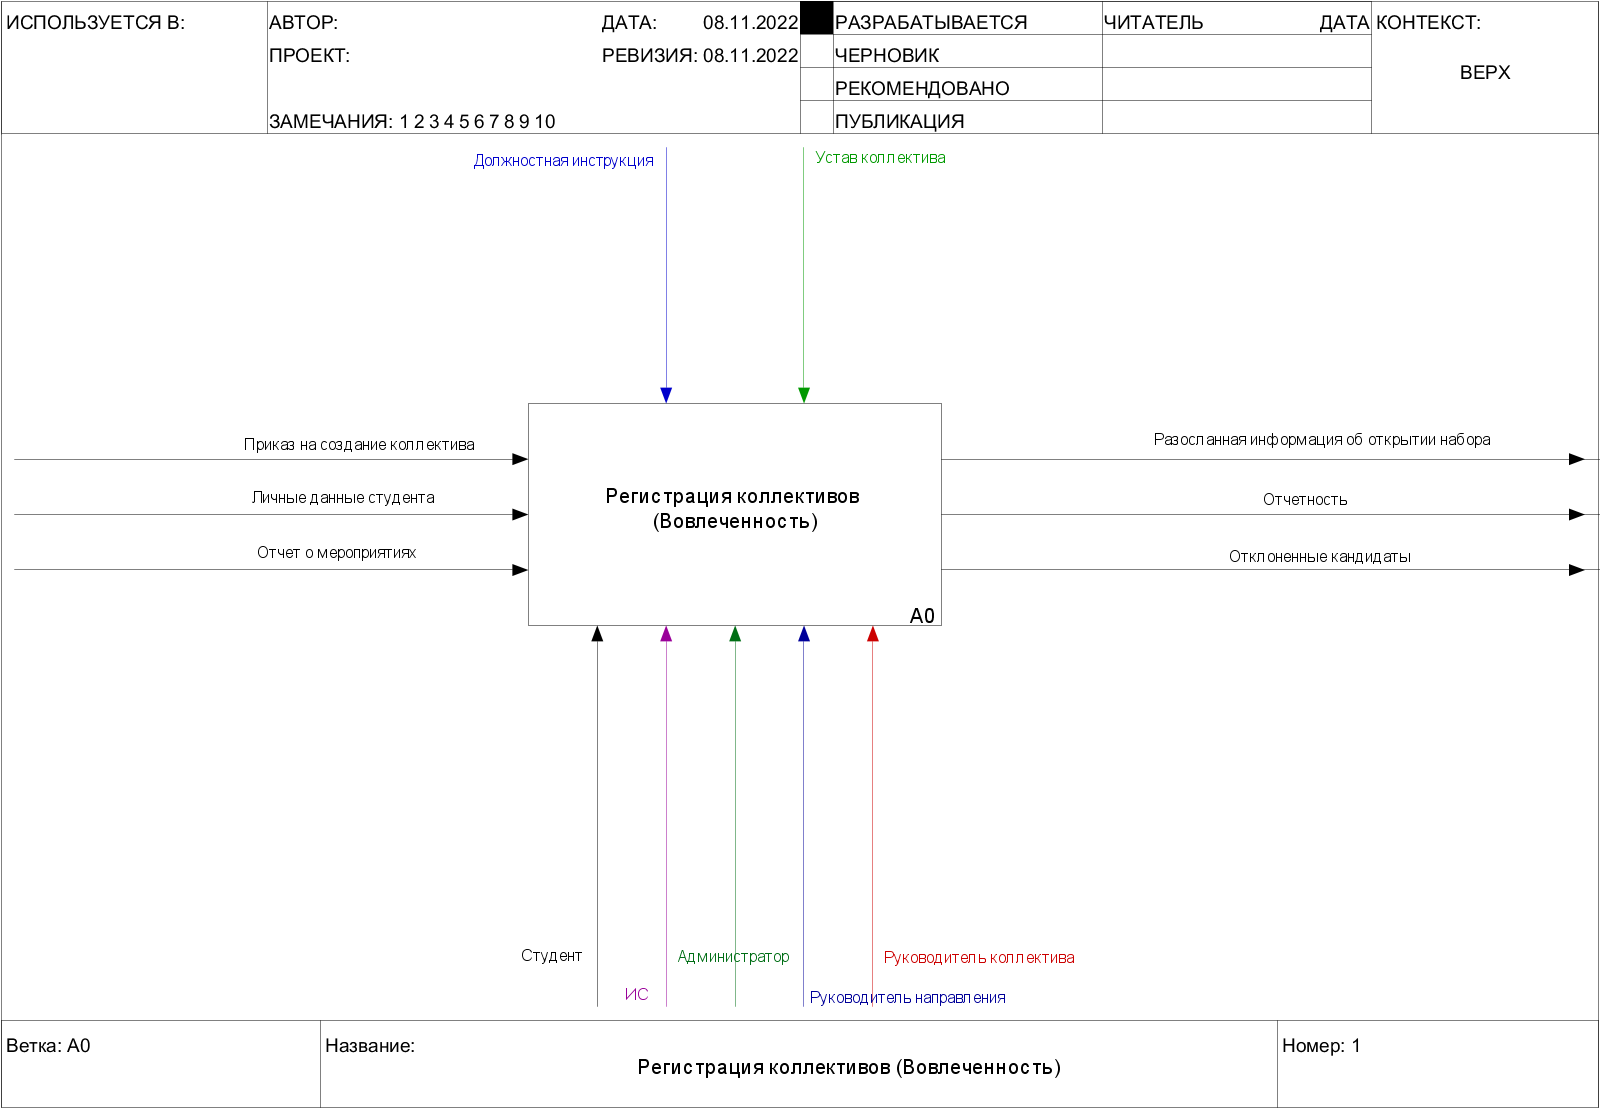 ИСПОЛЬЗУЕТСЯ В:
АВТОР:
ДАТА: 08.11.2022
РАЗРАБАТЫВАЕТСЯ
ЧИТАТЕЛЬ
ДАТА
КОНТЕКСТ:
ПРОЕКТ:
РЕВИЗИЯ: 08.11.2022
ЧЕРНОВИК
ВЕРХ
РЕКОМЕНДОВАНО
ЗАМЕЧАНИЯ: 1 2 3 4 5 6 7 8 9 10
ПУБЛИКАЦИЯ
Должностная инструкция
Устав коллектива
Приказ на создание коллектива
Личные данные студента
Отчет о мероприятиях
Регистрация коллективов
(Вовлеченность)
A0
Разосланная информация об открытии набора
Отчетность
Отклоненные кандидаты
Студент
ИС
Администратор
Руководитель направления
Руководитель коллектива
Ветка: A0
Название:
Регистрация коллективов (Вовлеченность)
Номер: 1